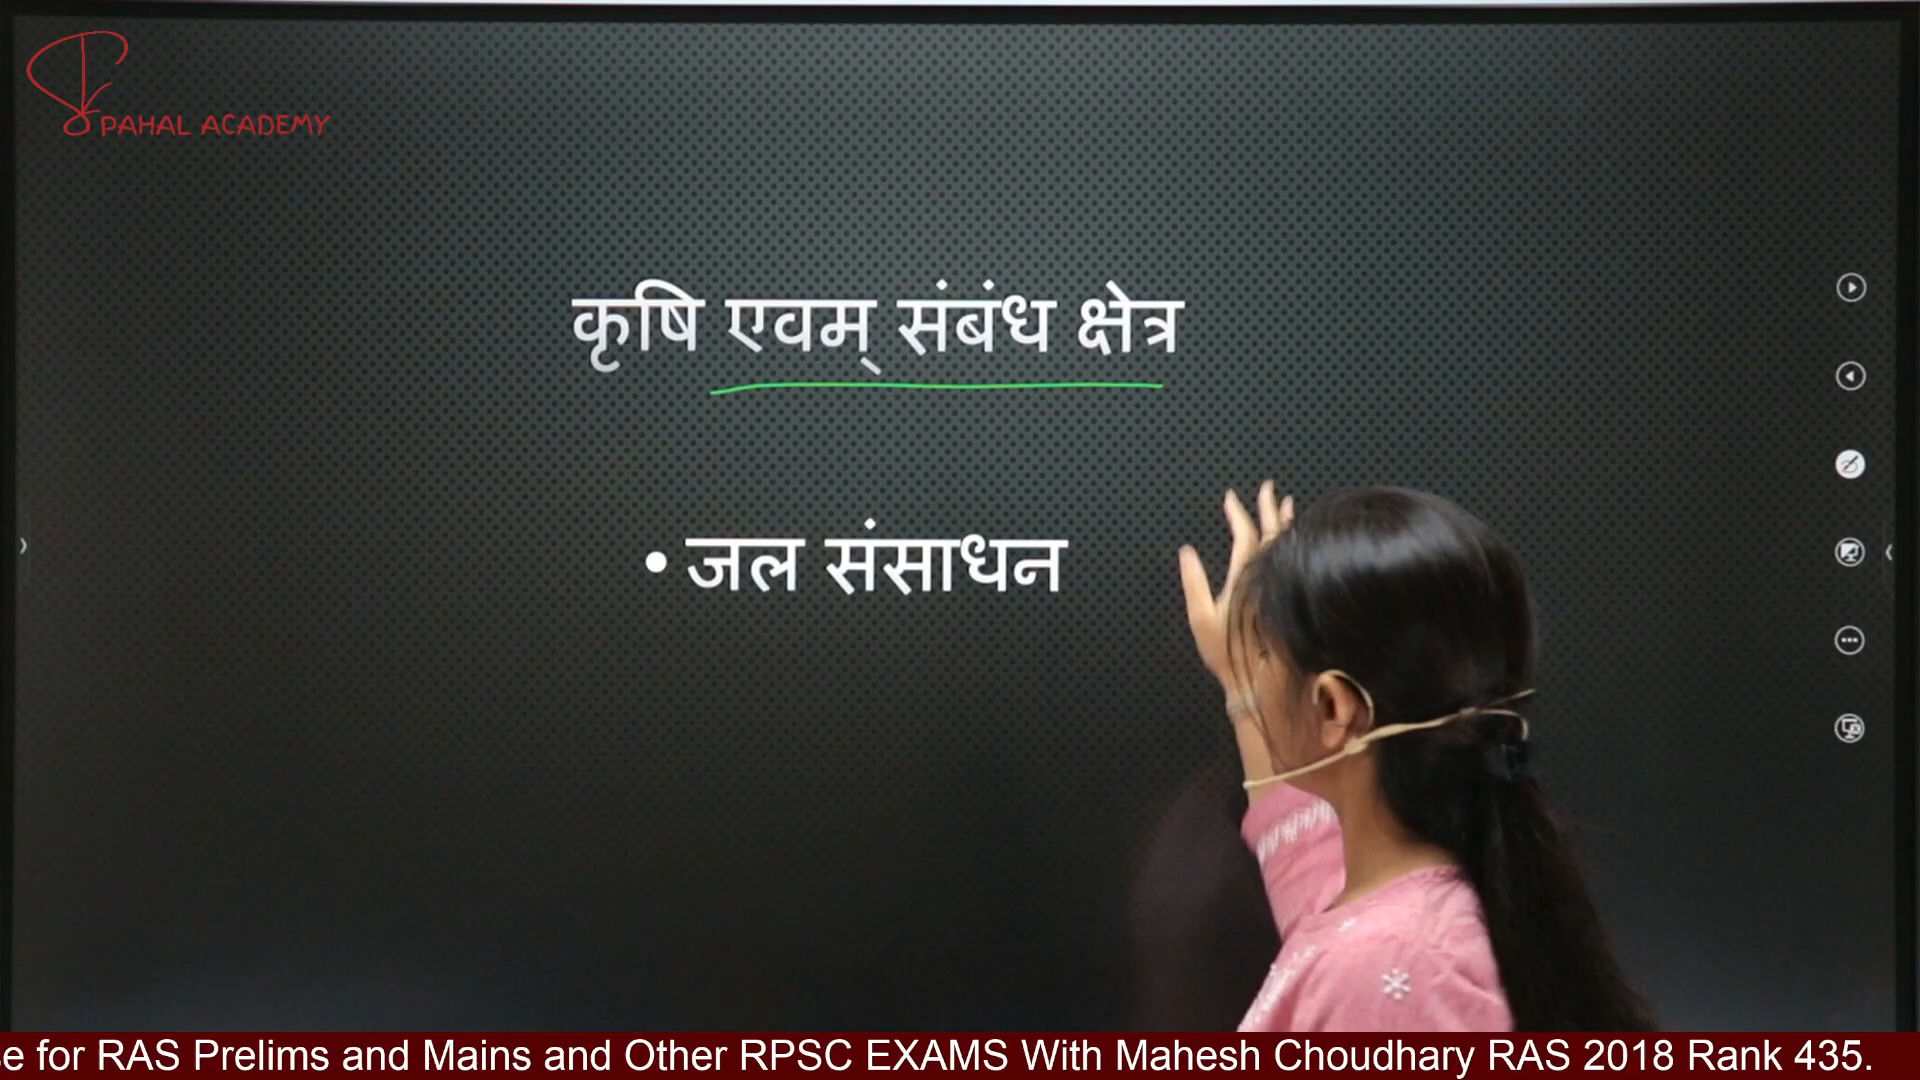 PAHAL ACADEMY
कृषि एवम् संबंध क्षेत्र
• जल संसाधन
e for RAS Prelims and Mains and Other RPSC EXAMS With Mahesh Choudhary RAS 2018 Rank 435.